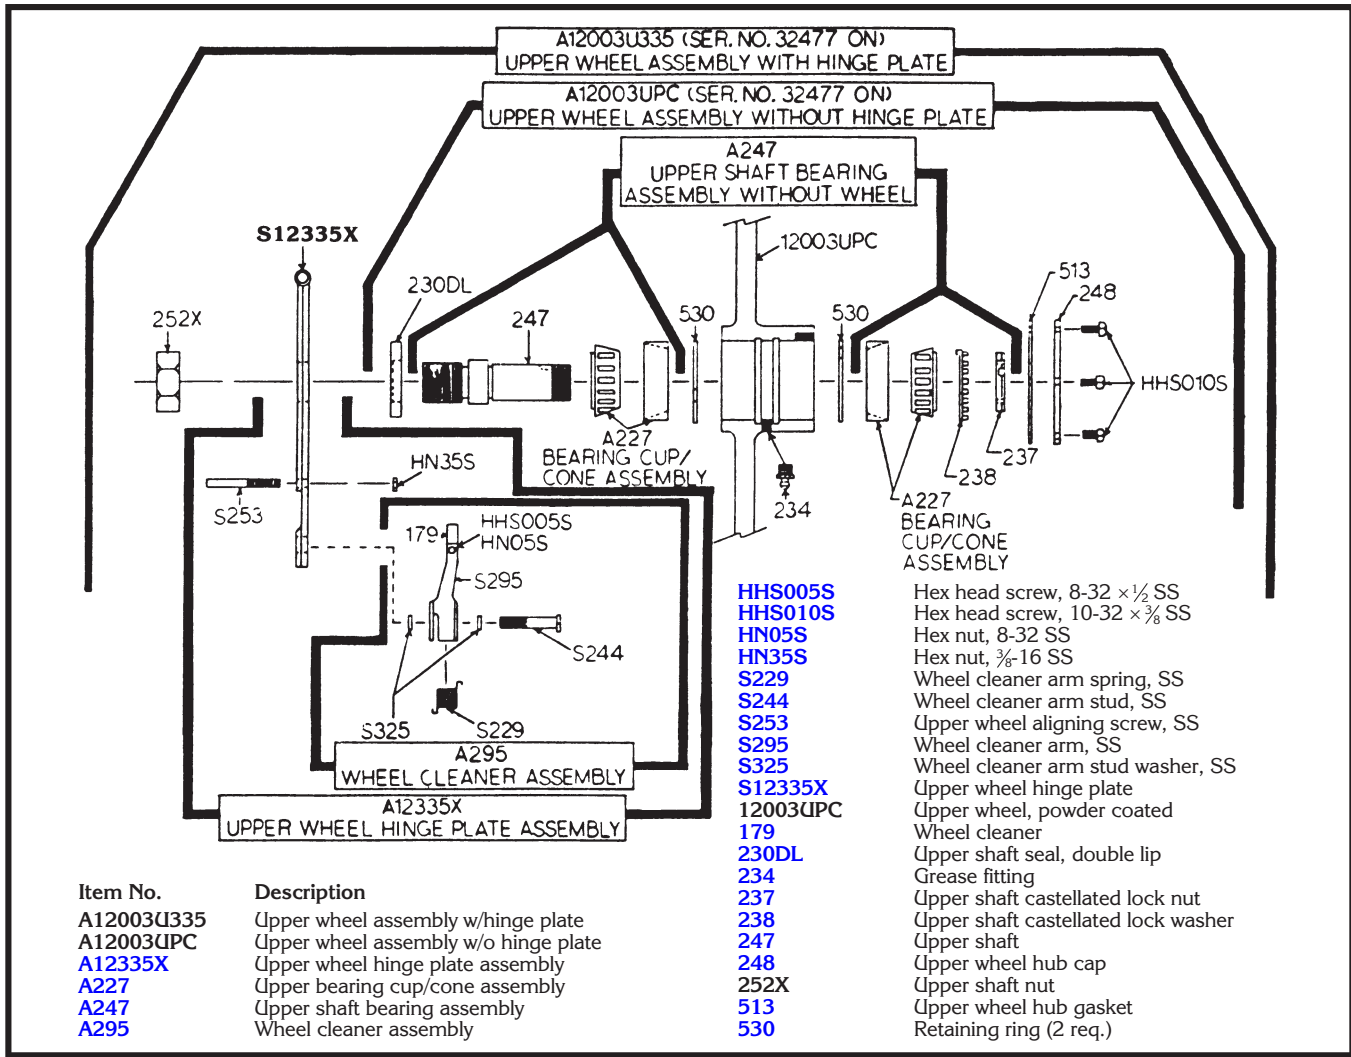 A12003U335 (SER. NO. 32477 ON)
UPPER WHEEL ASSEMBLY WITH HINGE PLATE
A12003UPC (SER. NO. 32477 ON)
UPPER WHEEL ASSEMBLY WITHOUT HINGE PLATE
A247
UPPER SHAFT BEARING
ASSEMBLY WITHOUT WHEEL
S12335X
12003UPC
230DL
513
248
252X
247
530
530
HHS010S
A227
BEARING CUP/
CONE ASSEMBLY
HN35S
237
238
S253
234
A227
BEARING
CUP/CONE
ASSEMBLY
179
HHS005S
HN05S
S295
S244
S325
S229
A295
WHEEL CLEANER ASSEMBLY
A12335X
UPPER WHEEL HINGE PLATE ASSEMBLY
Item No. Description
A12003U335 Upper wheel assembly w/hinge plate
A12003UPC Upper wheel assembly w/o hinge plate
A12335X Upper wheel hinge plate assembly
A227 Upper bearing cup/cone assembly
A247 Upper shaft bearing assembly
A295 Wheel cleaner assembly
HHS005S Hex head screw, 8-32 × ½ SS
HHS010S Hex head screw, 10-32 × ⅜ SS
HN05S Hex nut, 8-32 SS
HN35S Hex nut, ⅜-16 SS
S229 Wheel cleaner arm spring, SS
S244 Wheel cleaner arm stud, SS
S253 Upper wheel aligning screw, SS
S295 Wheel cleaner arm, SS
S325 Wheel cleaner arm stud washer, SS
S12335X Upper wheel hinge plate
12003UPC Upper wheel, powder coated
179 Wheel cleaner
230DL Upper shaft seal, double lip
234 Grease fitting
237 Upper shaft castellated lock nut
238 Upper shaft castellated lock washer
247 Upper shaft
248 Upper wheel hub cap
252X Upper shaft nut
513 Upper wheel hub gasket
530 Retaining ring (2 req.)